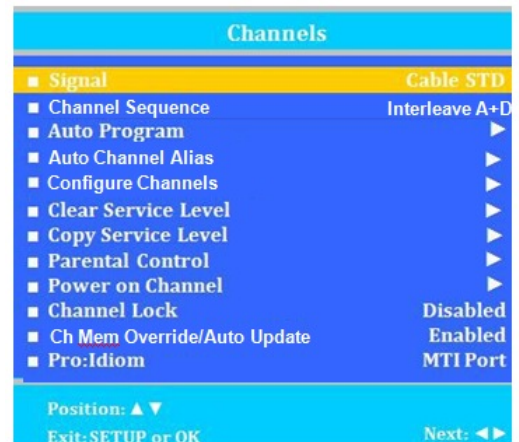 Channels
Signal Cable STD
Channel Sequence Interleave A+D
Auto Program ▶
Auto Channel Alias ▶
Configure Channels ▶
Clear Service Level ▶
Copy Service Level ▶
Parental Control ▶
Power on Channel ▶
Channel Lock Disabled
Ch Mem Override/Auto Update Enabled
Pro:Idiom MTI Port
Position: ▲ ▼
Exit: SETUP or OK Next: ◀▶